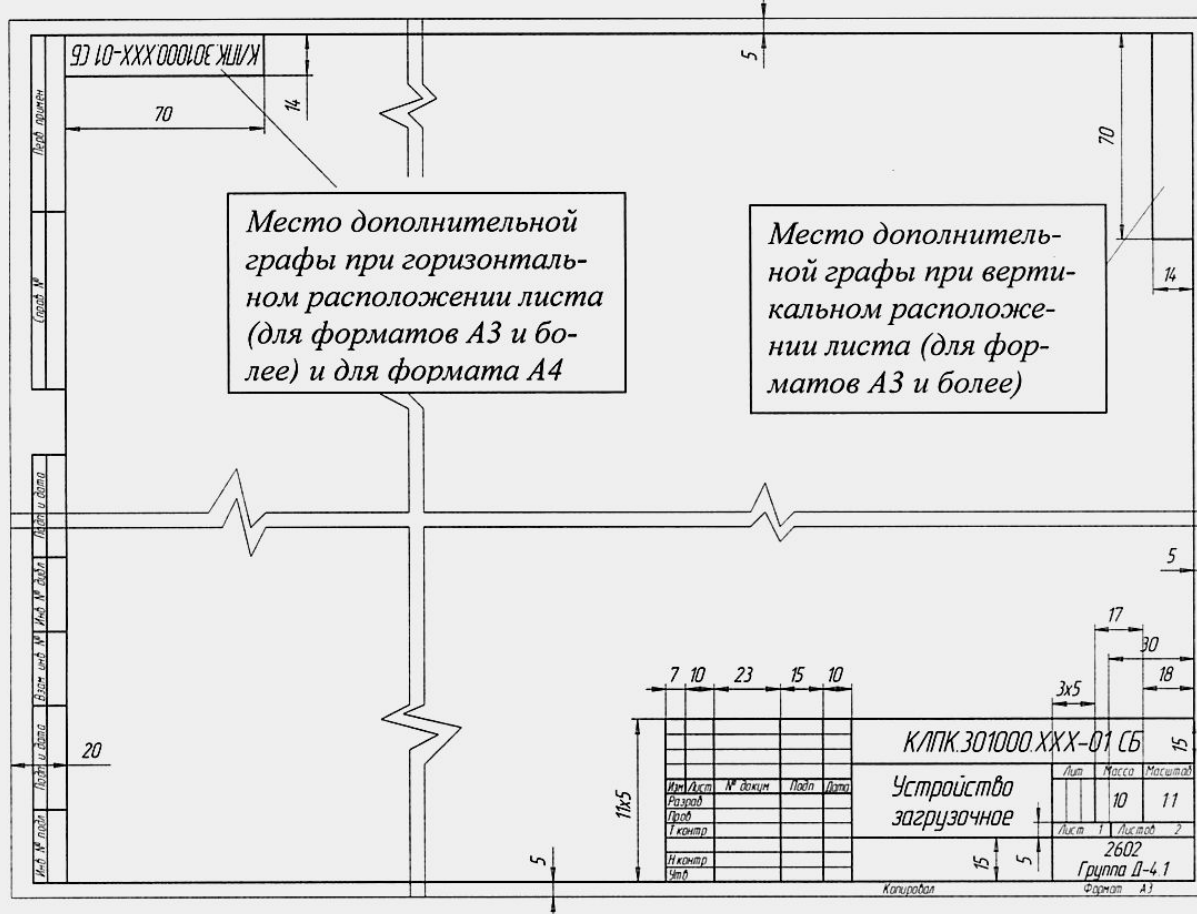 КЛПК.301000.ХХХ-01 СБ
14
70
5
70
14
Место дополнительной
графы при горизонталь-
ном расположении листа
(для форматов А3 и бо-
лее) и для формата А4
Место дополнитель-
ной графы при верти-
кальном расположе-
нии листа (для фор-
матов А3 и более)
Перв примен
Справ №
Подп и дата
Инв № дубл
Взам инв №
Подп и дата
Инв № подл
20
5
17
30
18
3х5
7 10 23 15 10
11х5
5
КЛПК.301000.ХХХ-01 СБ
15
Устройство
загрузочное
Лит Масса Масштаб
10 11
Лист 1 Листов 2
Изм Лист № докум Подп Дата
Разраб
Пров
Т контр
Н контр
Утв
15
5
2602
Группа Д-4.1
Копировал Формат А3